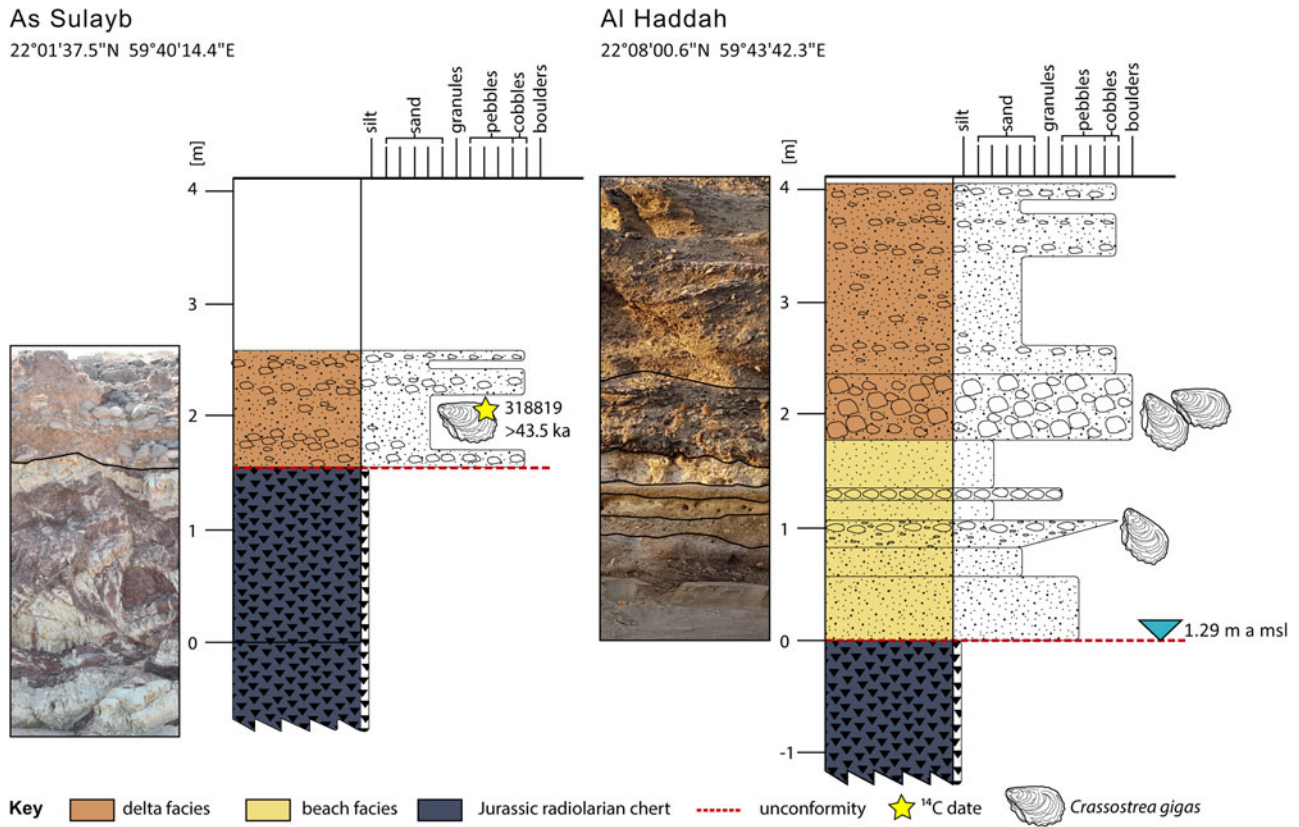 As Sulayb
22°01'37.5"N 59°40'14.4"E
silt
sand
granules
pebbles
cobbles
boulders
[m]
4
3
2
1
0
318819
>43.5 ka
Al Haddah
22°08'00.6"N 59°43'42.3"E
silt
sand
granules
pebbles
cobbles
boulders
[m]
4
3
2
1
0
-1
1.29 m a msl
Key delta facies beach facies Jurassic radiolarian chert unconformity ¹⁴C date Crassostrea gigas